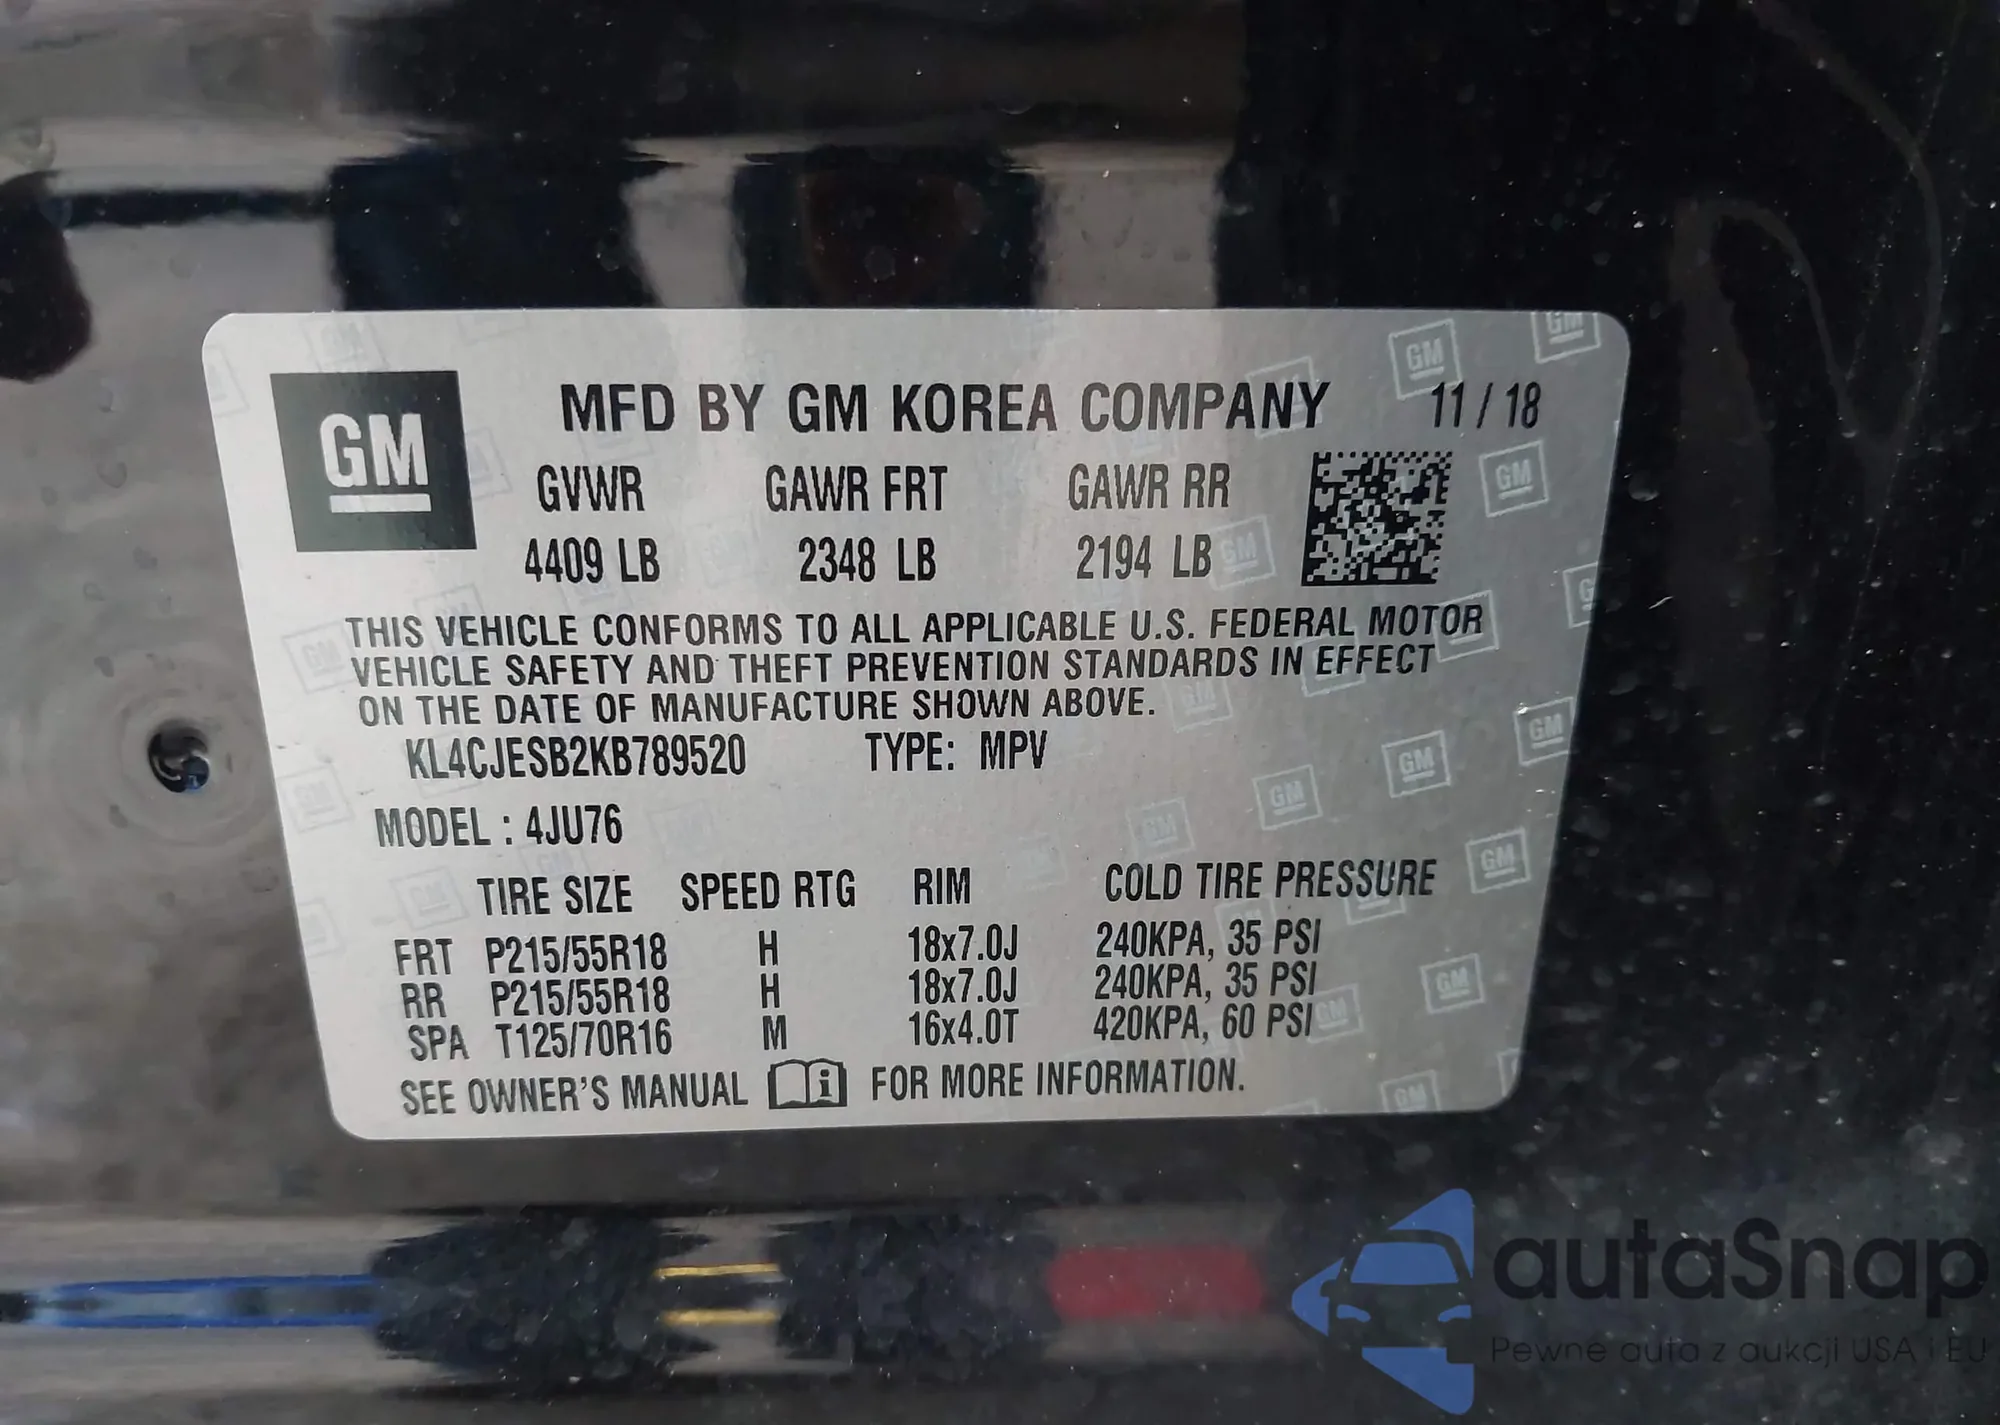 GM
MFD BY GM KOREA COMPANY 11 / 18
GVWR GAWR FRT GAWR RR
4409 LB 2348 LB 2194 LB
THIS VEHICLE CONFORMS TO ALL APPLICABLE U.S. FEDERAL MOTOR
VEHICLE SAFETY AND THEFT PREVENTION STANDARDS IN EFFECT
ON THE DATE OF MANUFACTURE SHOWN ABOVE.
KL4CJESB2KB789520 TYPE: MPV
MODEL : 4JU76
TIRE SIZE SPEED RTG RIM COLD TIRE PRESSURE
FRT P215/55R18 H 18x7.0J 240KPA, 35 PSI
RR P215/55R18 H 18x7.0J 240KPA, 35 PSI
SPA T125/70R16 M 16x4.0T 420KPA, 60 PSI
SEE OWNER'S MANUAL i FOR MORE INFORMATION.
autaSnap
Pewne auta z aukcji USA i EU